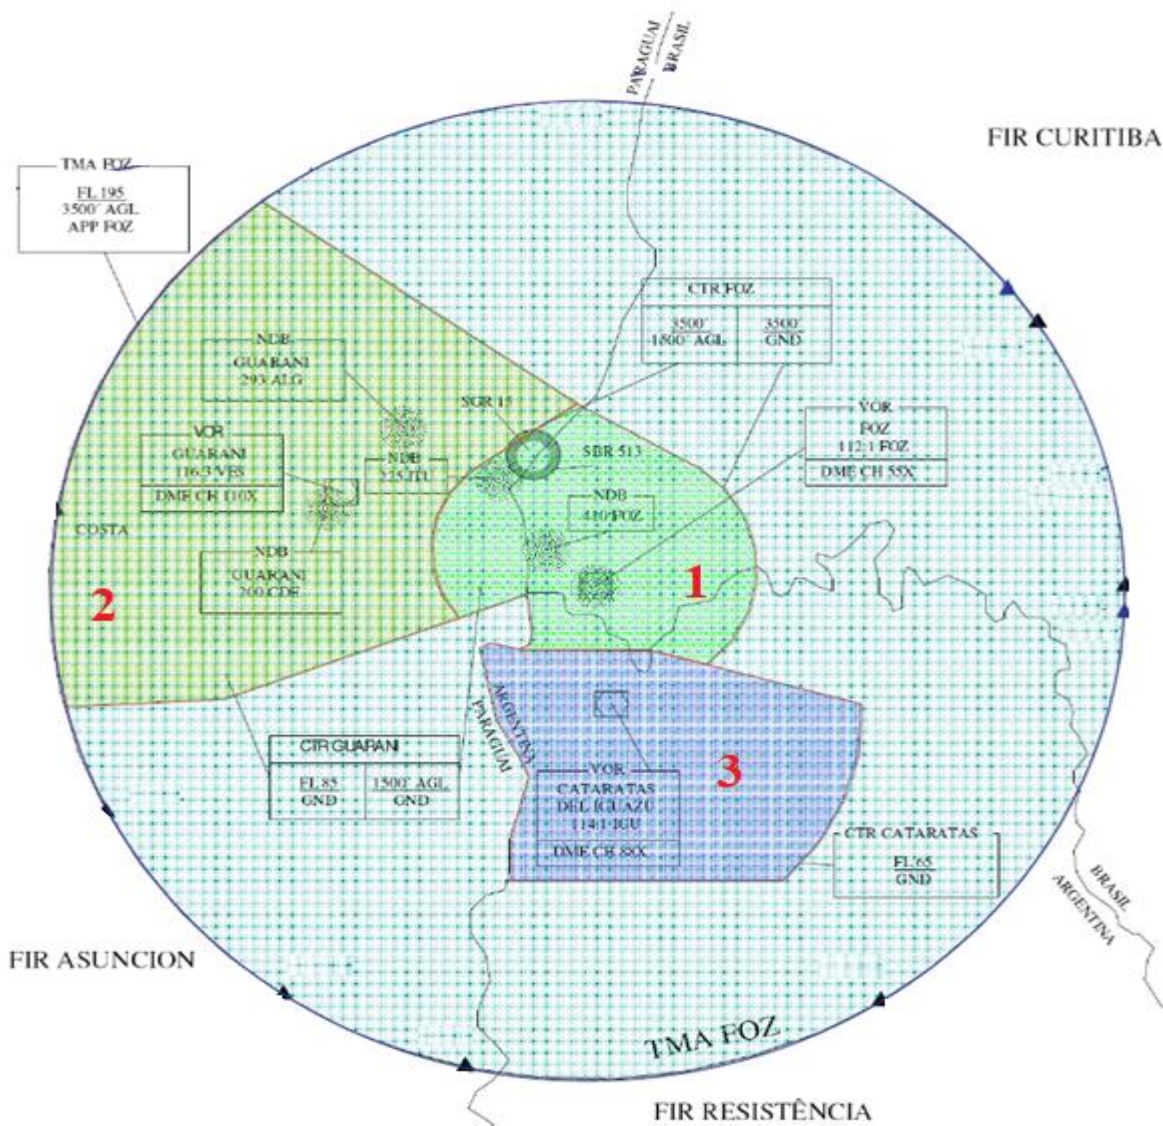 PARAGUAI
BRASIL
FIR CURITIBA
TMA FOZ
FL 195
3500´ AGL
APP FOZ
CTR FOZ
3500´
1500´ AGL
3500´
GND
NDB
GUARANI
293 ALG
SGR 15
VOR
FOZ
112.1 FOZ
DME CH 55X
VOR
GUARANI
116.3 VES
DME CH 110X
NDB
225 ITU
SBR 513
NDB
410 FOZ
COSTA
NDB
GUARANI
200 CDE
2
1
ARGENTINA
PARAGUAI
CTR GUARANI
FL 85
GND
1500´ AGL
GND
3
VOR
CATARATAS
DEL IGUAZU
114.1 IGU
DME CH 88X
CTR CATARATAS
FL 65
GND
BRASIL
ARGENTINA
FIR ASUNCION
TMA FOZ
FIR RESISTÊNCIA